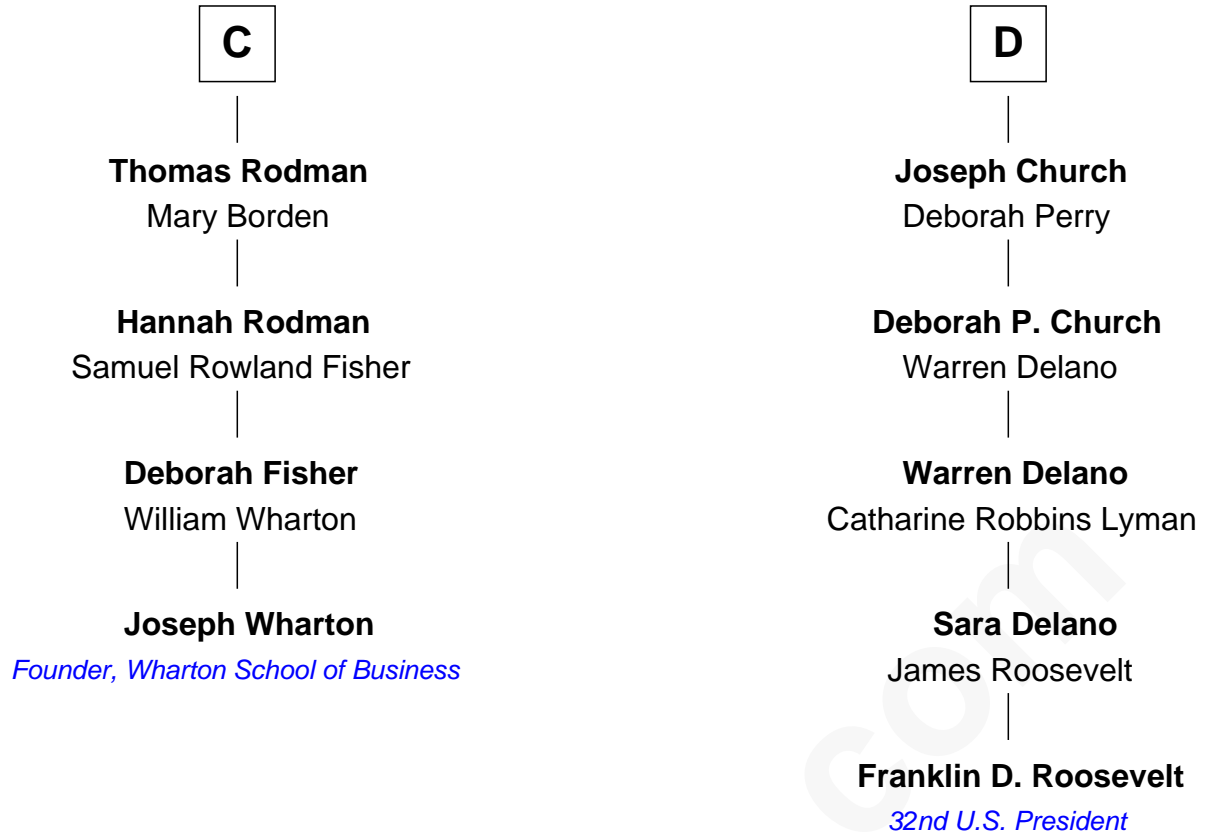 C
Thomas Rodman
Mary Borden
Hannah Rodman
Samuel Rowland Fisher
Deborah Fisher
William Wharton
Joseph Wharton
Founder, Wharton School of Business
D
Joseph Church
Deborah Perry
Deborah P. Church
Warren Delano
Warren Delano
Catharine Robbins Lyman
Sara Delano
James Roosevelt
Franklin D. Roosevelt
32nd U.S. President
com